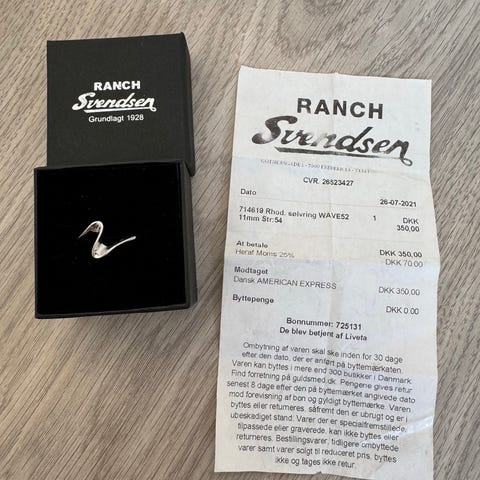 RANCH
Svendsen
Grundlagt 1928
RANCH
Svendsen
CVR. 26523427
Dato
26-07-2021
714619 Rhod. sølvring WAVE52 1 DKK
11mm Str:54 350,00
At betale DKK 350,00
Heraf Moms 25% DKK 70.00
Modtaget
Dansk AMERICAN EXPRESS DKK 350.00
Byttepenge DKK 0.00
Bonnummer: 725131
De blev betjent af Liveta
Ombytning af varen skal ske inden for 30 dage
efter den dato, der er anført på byttemærkaten.
Varen kan byttes i mere end 300 butikker i Danmark.
Find forretning på guldsmed.dk. Pengene gives retur
senest 8 dage efter den på byttemærket angivede dato
mod forevisning af bon og gyldigt byttemærke. Varen
byttes eller returneres, såfremt den er ubrugt og er i
ubeskadiget stand. Varer der er specialfremstillede,
tilpassede eller graverede, kan ikke byttes eller
returneres. Bestillingsvarer, tidligere ombyttede
varer samt varer solgt til reduceret pris, byttes
ikke og tages ikke retur.